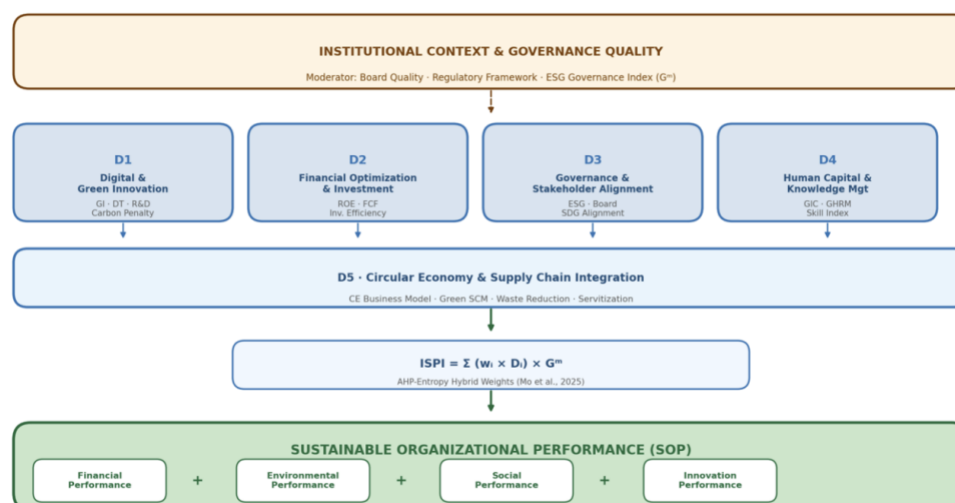 INSTITUTIONAL CONTEXT & GOVERNANCE QUALITY
Moderator: Board Quality · Regulatory Framework · ESG Governance Index (Gᵐ)
D1
Digital &
Green Innovation
GI · DT · R&D
Carbon Penalty
D2
Financial Optimization
& Investment
ROE · FCF
Inv. Efficiency
D3
Governance &
Stakeholder Alignment
ESG · Board
SDG Alignment
D4
Human Capital &
Knowledge Mgt
GIC · GHRM
Skill Index
D5 · Circular Economy & Supply Chain Integration
CE Business Model · Green SCM · Waste Reduction · Servitization
ISPI = Σ (wᵢ × Dᵢ) × Gᵐ
AHP-Entropy Hybrid Weights (Mo et al., 2025)
SUSTAINABLE ORGANIZATIONAL PERFORMANCE (SOP)
Financial
Performance
+
Environmental
Performance
+
Social
Performance
+
Innovation
Performance